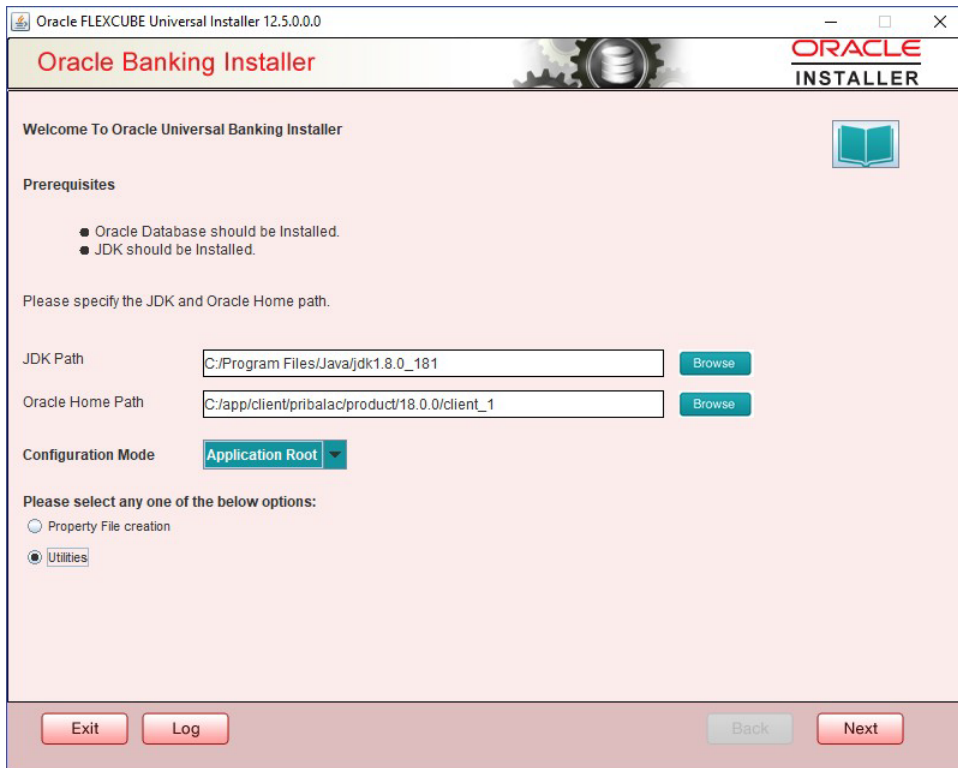 Oracle FLEXCUBE Universal Installer 12.5.0.0.0
Oracle Banking Installer
ORACLE
INSTALLER
Welcome To Oracle Universal Banking Installer
Prerequisites
Oracle Database should be Installed.
JDK should be Installed.
Please specify the JDK and Oracle Home path.
JDK Path C:/Program Files/Java/jdk1.8.0_181 Browse
Oracle Home Path C:/app/client/pribalac/product/18.0.0/client_1 Browse
Configuration Mode Application Root
Please select any one of the below options:
Property File creation
Utilities
Exit Log Back Next